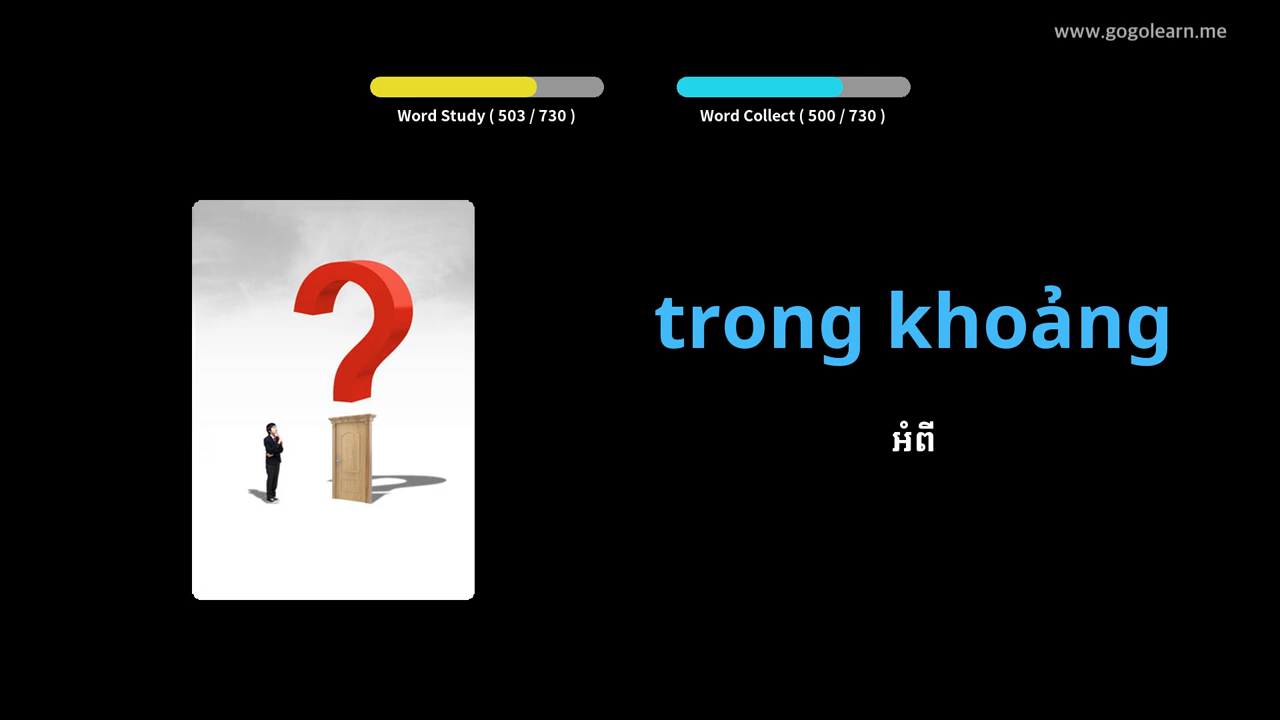 www.gogolearn.me
Word Study ( 503 / 730 )
Word Collect ( 500 / 730 )
trong khoảng
អំពី